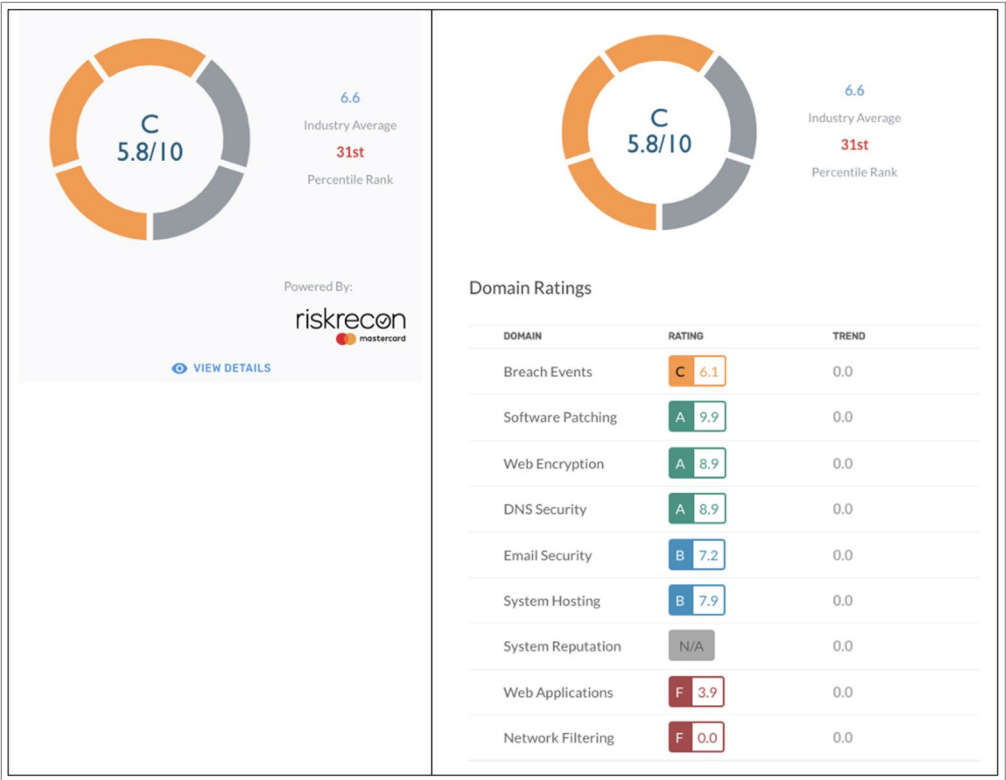 C
5.8/10
6.6
Industry Average
31st
Percentile Rank
Powered By:
riskrecon
mastercard
VIEW DETAILS
C
5.8/10
6.6
Industry Average
31st
Percentile Rank
Domain Ratings
DOMAIN RATING TREND
Breach Events C 6.1 0.0
Software Patching A 9.9 0.0
Web Encryption A 8.9 0.0
DNS Security A 8.9 0.0
Email Security B 7.2 0.0
System Hosting B 7.9 0.0
System Reputation N/A 0.0
Web Applications F 3.9 0.0
Network Filtering F 0.0 0.0